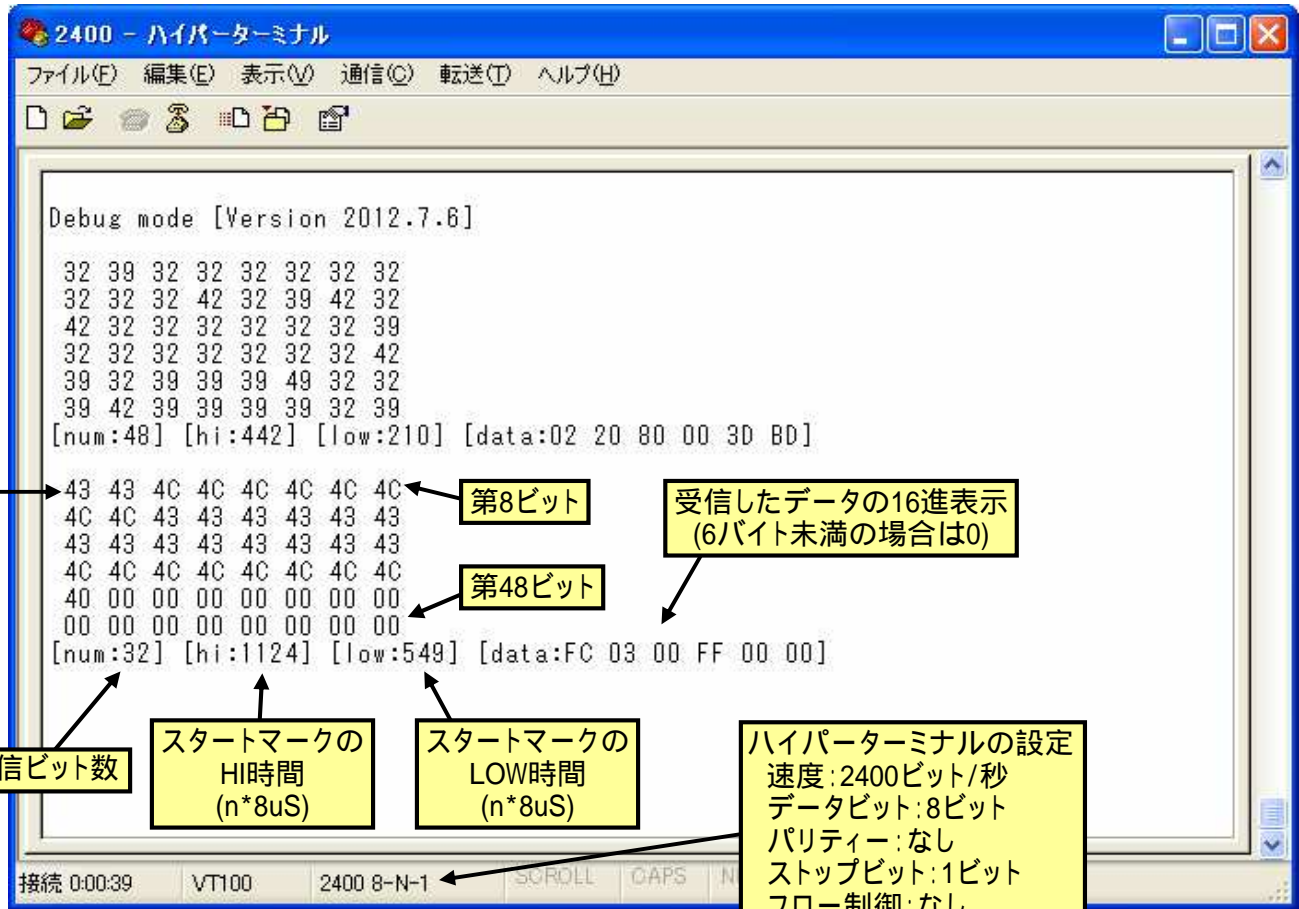 2400 - ハイパーターミナル
ファイル(F) 編集(E) 表示(V) 通信(C) 転送(T) ヘルプ(H)
Debug mode [Version 2012.7.6]
32 39 32 32 32 32 32 32
32 32 32 42 32 39 42 32
42 32 32 32 32 32 32 39
32 32 32 32 32 32 32 42
39 32 39 39 39 49 32 32
39 42 39 39 39 39 32 39
[num:48] [hi:442] [low:210] [data:02 20 80 00 3D BD]
43 43 4C 4C 4C 4C 4C 4C
第8ビット
4C 4C 43 43 43 43 43 43
43 43 43 43 43 43 43 43
4C 4C 4C 4C 4C 4C 4C 4C
40 00 00 00 00 00 00 00
00 00 00 00 00 00 00 00
第48ビット
受信したデータの16進表示
(6バイト未満の場合は0)
[num:32] [hi:1124] [low:549] [data:FC 03 00 FF 00 00]
信ビット数
スタートマークの
HI時間
(n*8uS)
スタートマークの
LOW時間
(n*8uS)
ハイパーターミナルの設定
速度:2400ビット/秒
データビット:8ビット
パリティー:なし
ストップビット:1ビット
フロー制御:なし
接続 0:00:39 VT100 2400 8-N-1 SCROLL CAPS